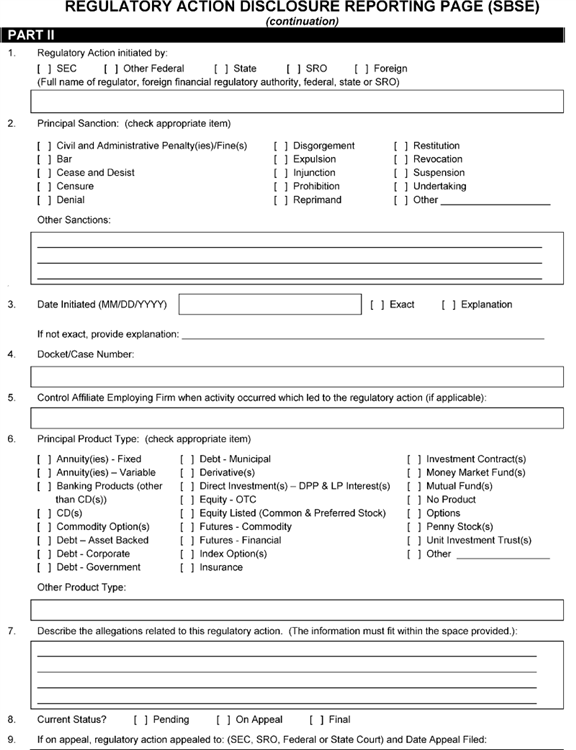 REGULATORY ACTION DISCLOSURE REPORTING PAGE (SBSE)
(continuation)
PART II
1. Regulatory Action initiated by:
[ ] SEC [ ] Other Federal [ ] State [ ] SRO [ ] Foreign
(Full name of regulator, foreign financial regulatory authority, federal, state or SRO)
2. Principal Sanction: (check appropriate item)
[ ] Civil and Administrative Penalty(ies)/Fine(s) [ ] Disgorgement [ ] Restitution
[ ] Bar [ ] Expulsion [ ] Revocation
[ ] Cease and Desist [ ] Injunction [ ] Suspension
[ ] Censure [ ] Prohibition [ ] Undertaking
[ ] Denial [ ] Reprimand [ ] Other
Other Sanctions:
3. Date Initiated (MM/DD/YYYY) [ ] Exact [ ] Explanation
If not exact, provide explanation:
4. Docket/Case Number:
5. Control Affiliate Employing Firm when activity occurred which led to the regulatory action (if applicable):
6. Principal Product Type: (check appropriate item)
[ ] Annuity(ies) - Fixed [ ] Debt - Municipal [ ] Investment Contract(s)
[ ] Annuity(ies) – Variable [ ] Derivative(s) [ ] Money Market Fund(s)
[ ] Banking Products (other [ ] Direct Investment(s) – DPP & LP Interest(s) [ ] Mutual Fund(s)
than CD(s)) [ ] Equity - OTC [ ] No Product
[ ] CD(s) [ ] Equity Listed (Common & Preferred Stock) [ ] Options
[ ] Commodity Option(s) [ ] Futures - Commodity [ ] Penny Stock(s)
[ ] Debt – Asset Backed [ ] Futures - Financial [ ] Unit Investment Trust(s)
[ ] Debt - Corporate [ ] Index Option(s) [ ] Other
[ ] Debt - Government [ ] Insurance
Other Product Type:
7. Describe the allegations related to this regulatory action. (The information must fit within the space provided.):
8. Current Status? [ ] Pending [ ] On Appeal [ ] Final
9. If on appeal, regulatory action appealed to: (SEC, SRO, Federal or State Court) and Date Appeal Filed: